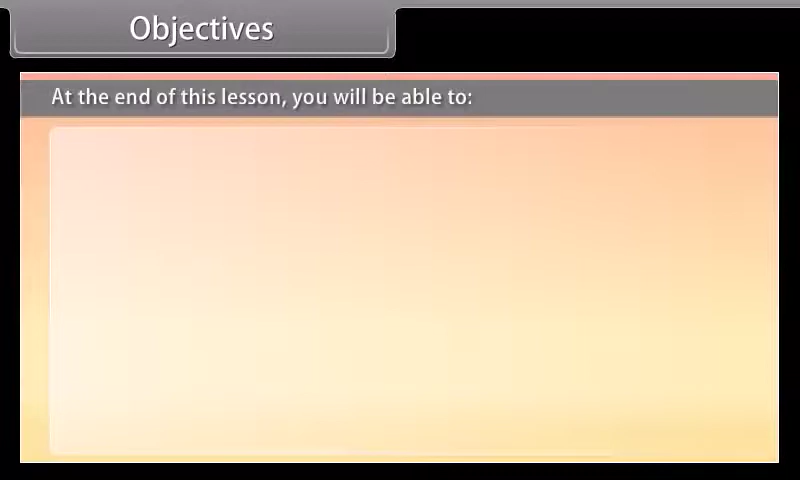 Objectives
At the end of this lesson, you will be able to: